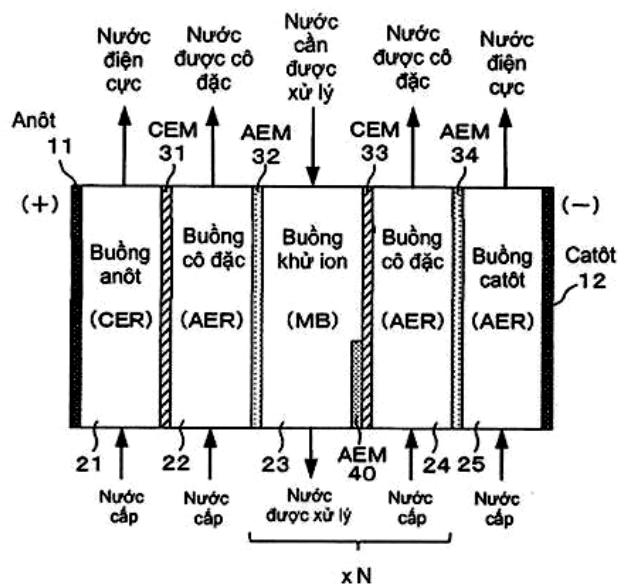 Nước
điện
cực
Nước
được cô
đặc
Nước
cần
được
xử lý
Nước
được cô
đặc
Nước
điện
cực
Anôt
11
CEM
31
AEM
32
CEM
33
AEM
34
(+)
(−)
Buồng
anôt
(CER)
Buồng
cô đặc
(AER)
Buồng
khử ion
(MB)
Buồng
cô đặc
(AER)
Buồng
catôt
(AER)
Catôt
12
21
22
23
AEM
40
24
25
Nước
cấp
Nước
cấp
Nước
được xử lý
Nước
cấp
Nước
cấp
x N